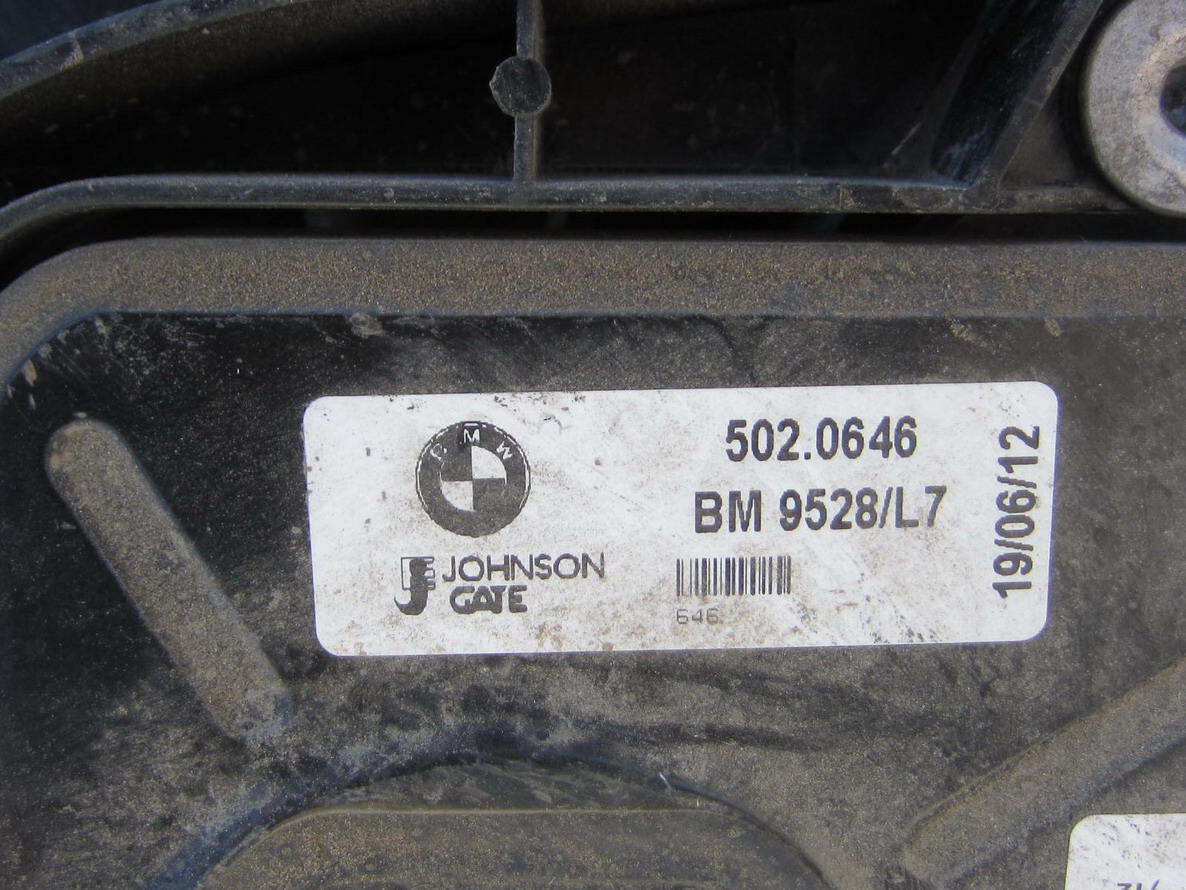 BMW
502.0646
BM 9528/L7
JOHNSON
GATE
646
19/06/12